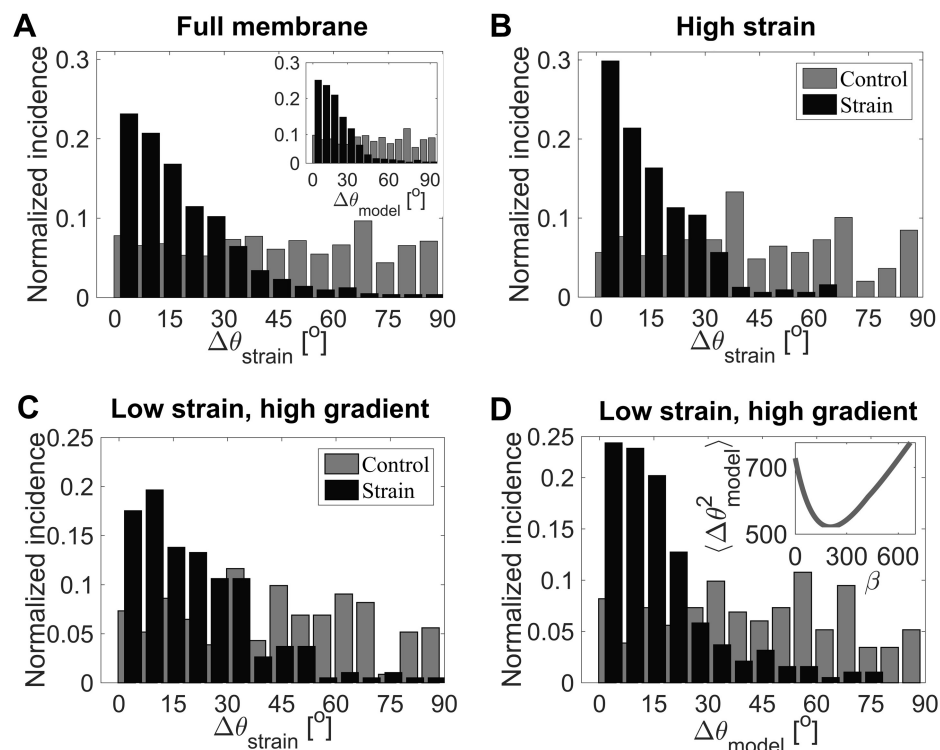 A Full membrane
Normalized incidence
0.3
0.2
0.1
0
0 15 30 45 60 75 90
Δθstrain [o]
0.3
0.2
0.1
0
0 30 60 90
Δθmodel [o]
B High strain
Normalized incidence
0.3
0.2
0.1
0
0 15 30 45 60 75 90
Δθstrain [o]
Control
Strain
C Low strain, high gradient
Normalized incidence
0.25
0.2
0.15
0.1
0.05
0
0 15 30 45 60 75 90
Δθstrain [o]
Control
Strain
D Low strain, high gradient
Normalized incidence
0.25
0.2
0.15
0.1
0.05
0
0 15 30 45 60 75 90
Δθmodel [o]
⟨Δθ²model⟩
700
500
0 300 600
β